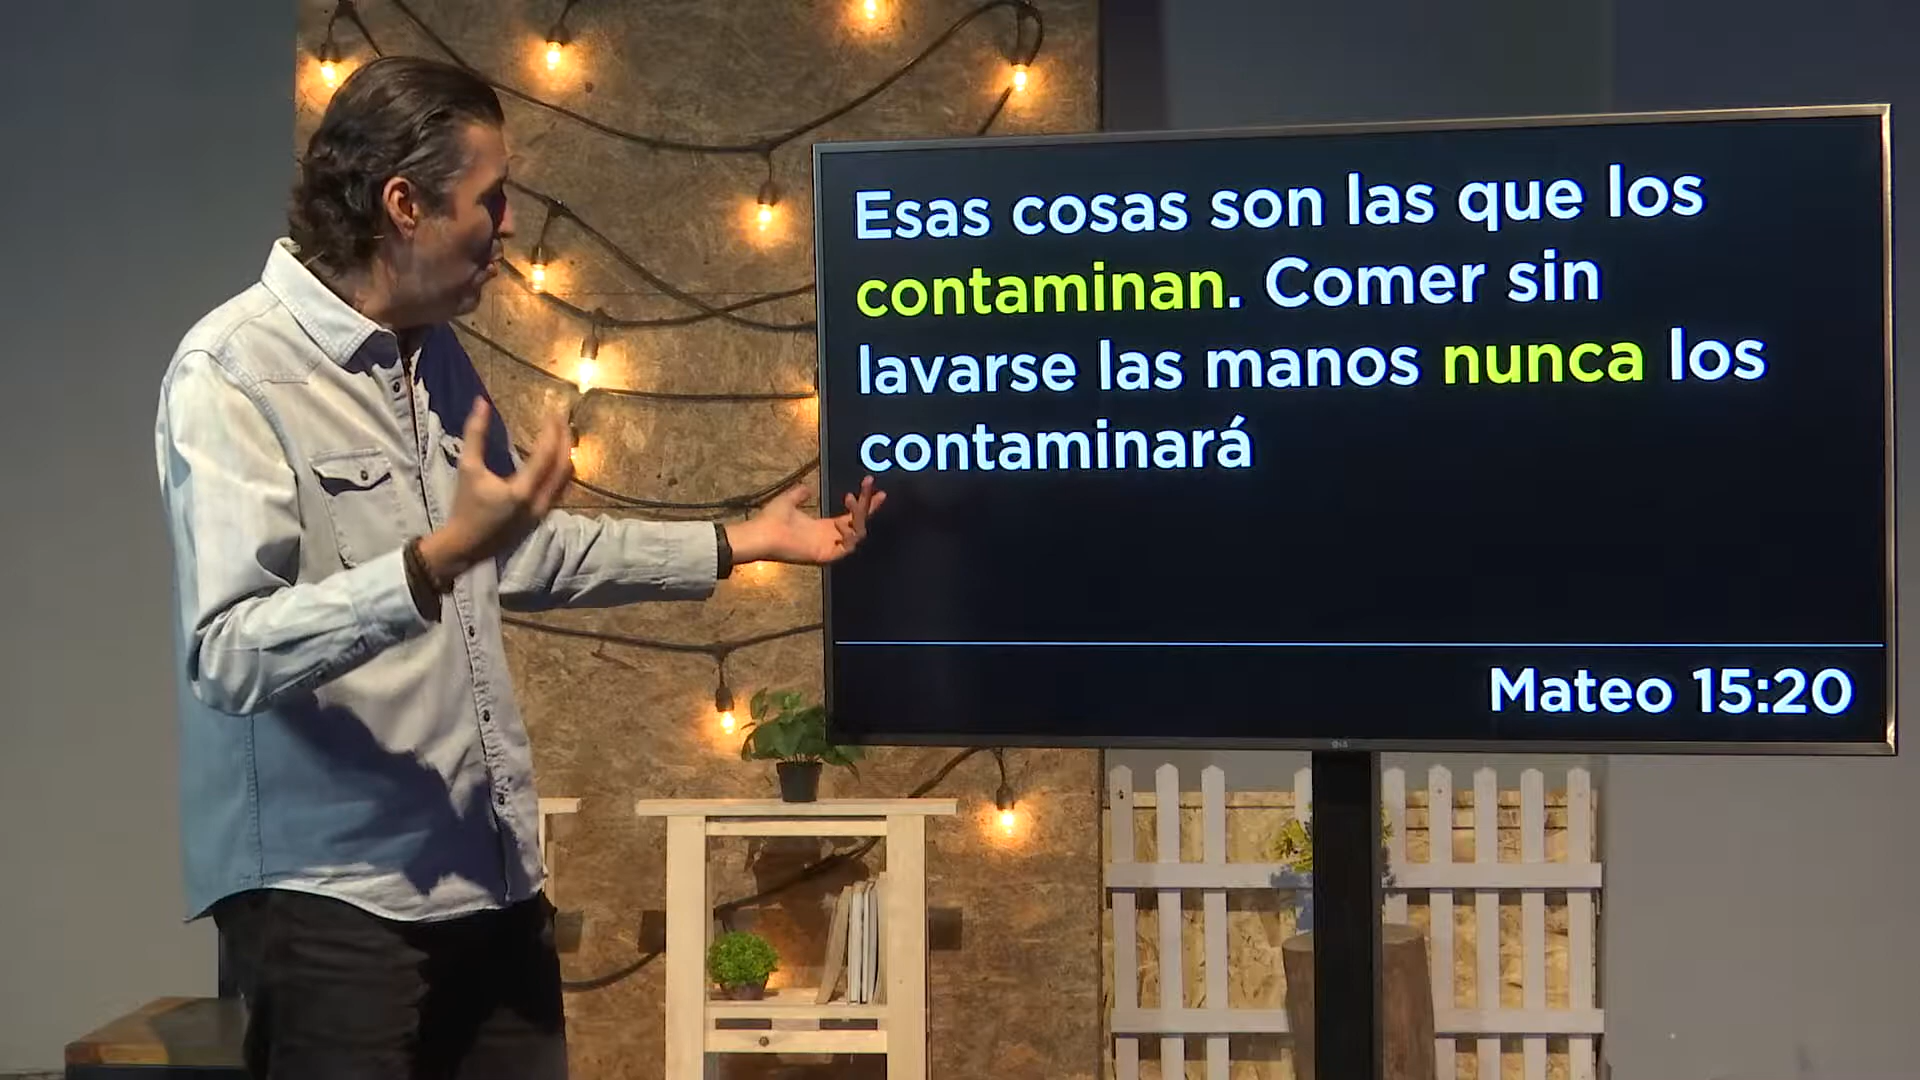 Esas cosas son las que los
contaminan. Comer sin
lavarse las manos nunca los
contaminará
Mateo 15:20